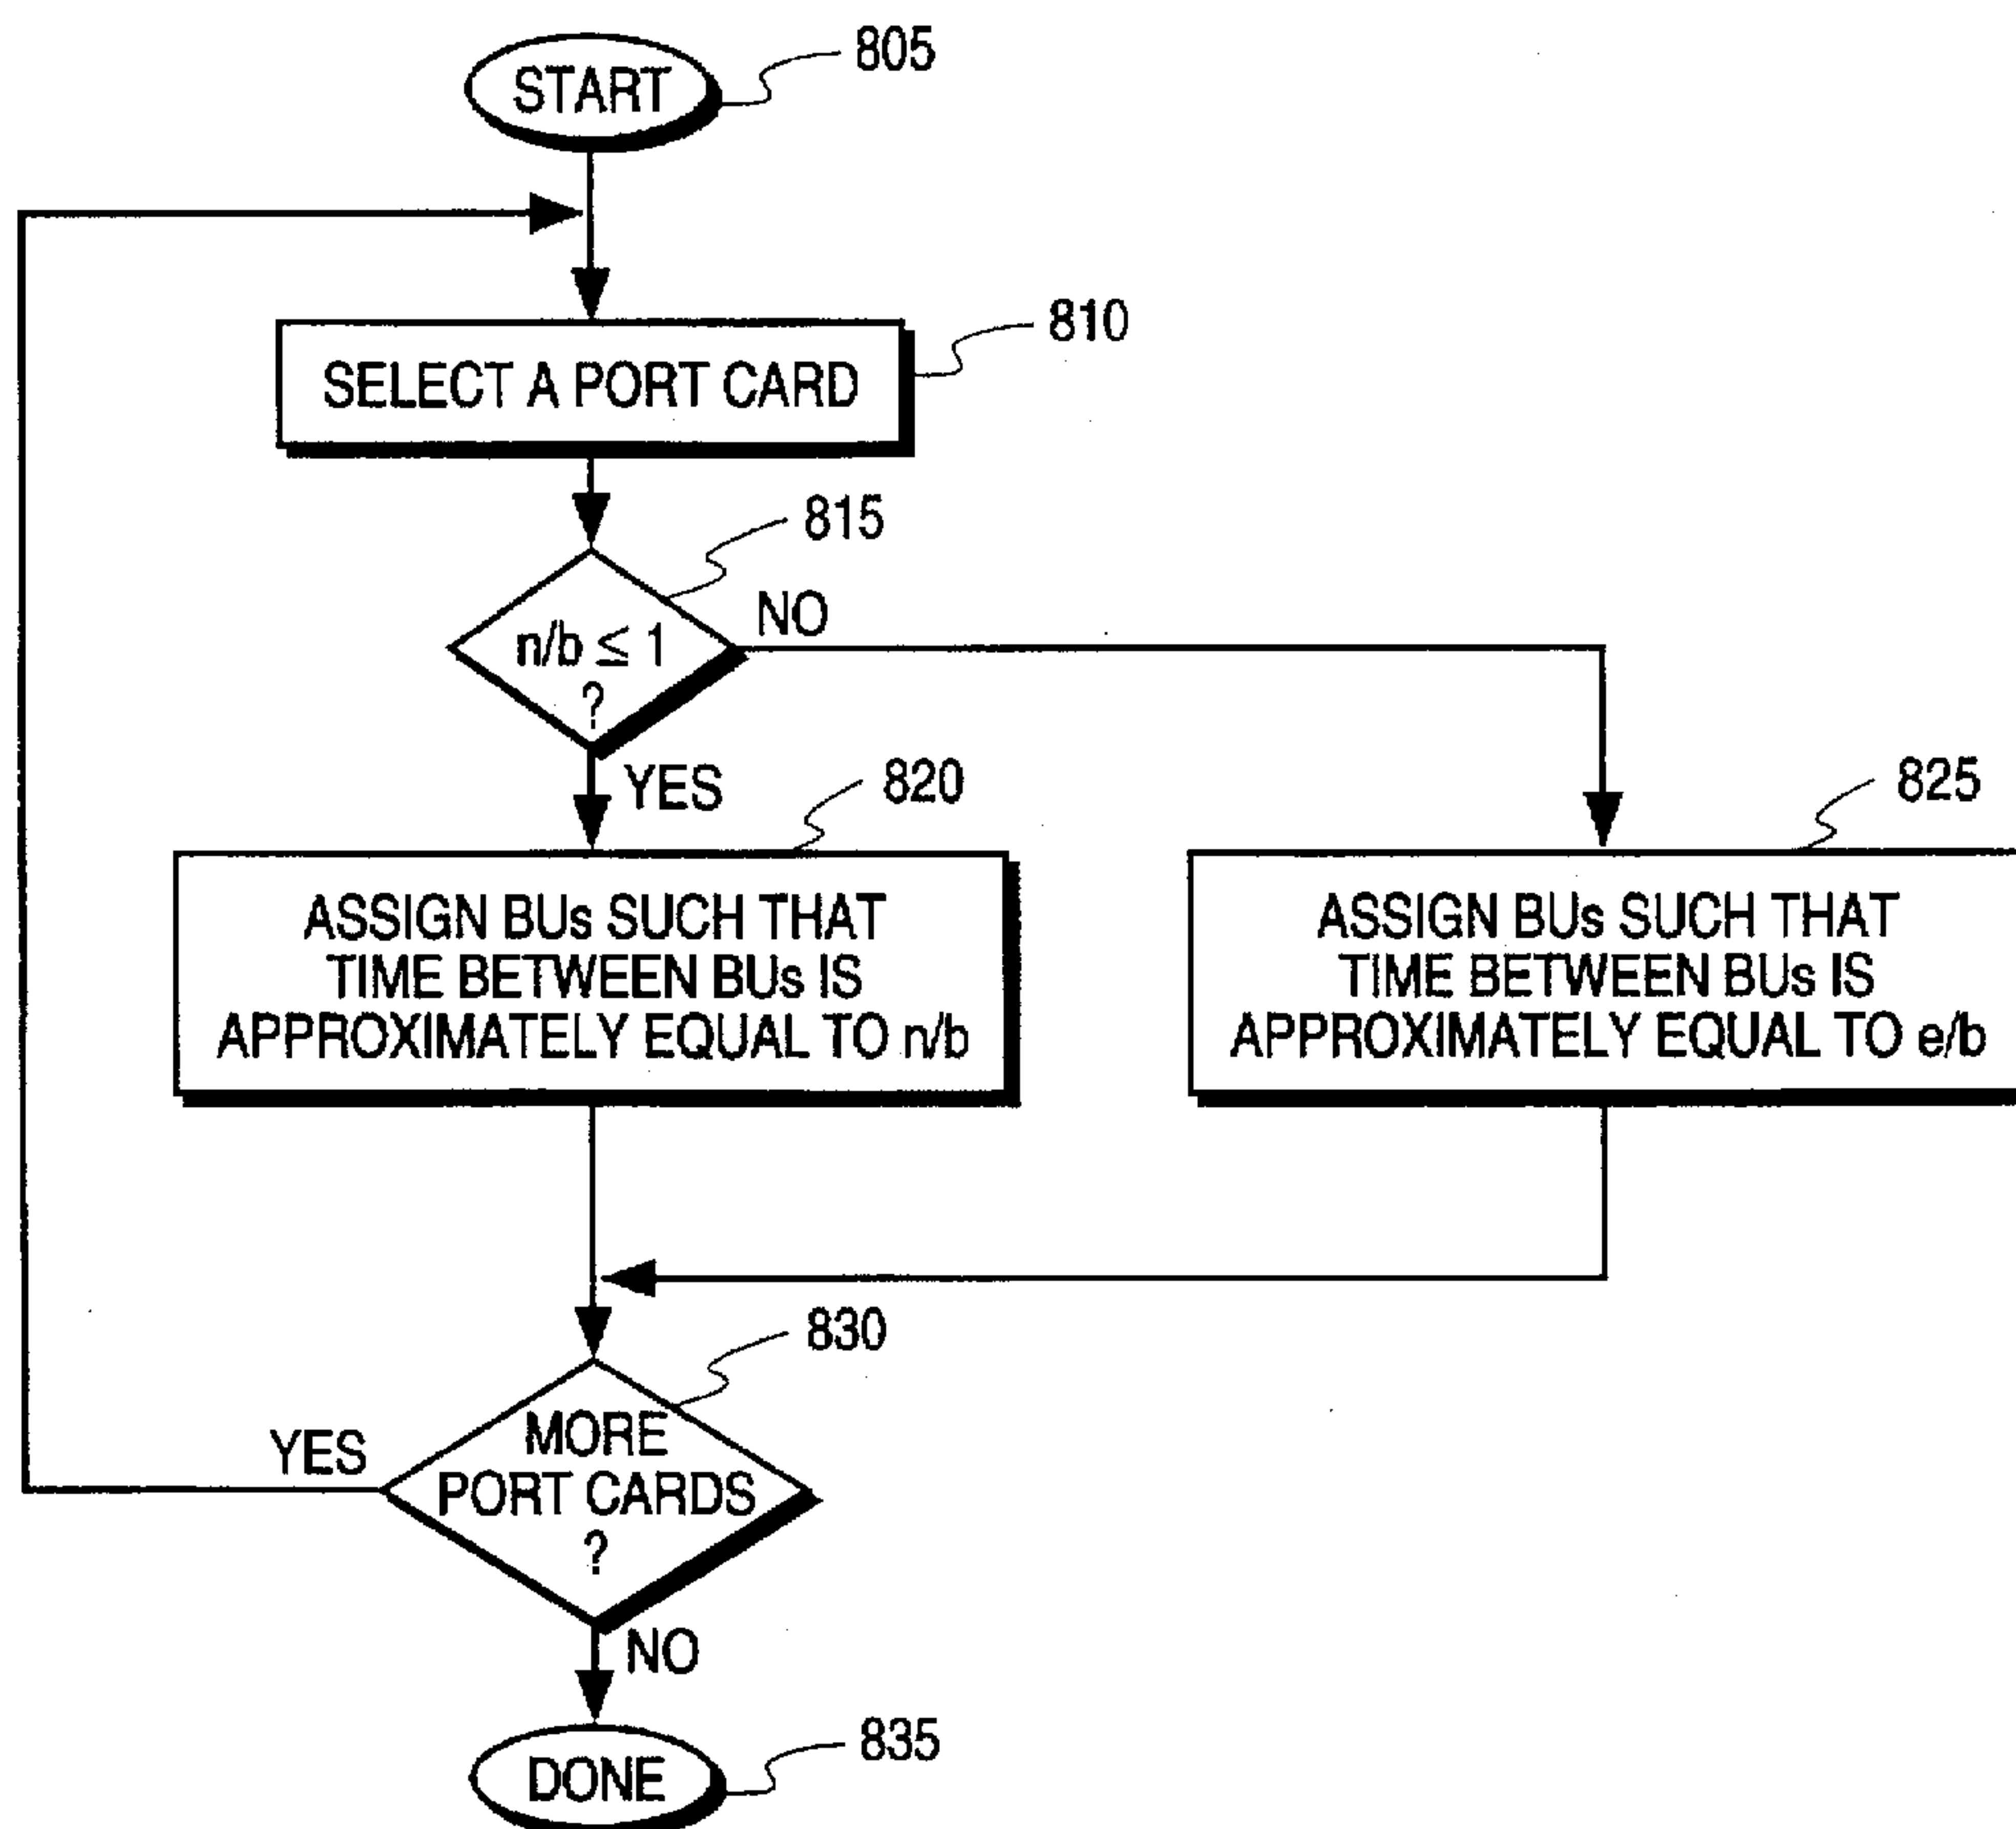 START
805
SELECT A PORT CARD
810
n/b ≤ 1
?
815
NO
YES
820
ASSIGN BUs SUCH THAT
TIME BETWEEN BUs IS
APPROXIMATELY EQUAL TO n/b
825
ASSIGN BUs SUCH THAT
TIME BETWEEN BUs IS
APPROXIMATELY EQUAL TO e/b
830
MORE
PORT CARDS
?
YES
NO
DONE
835